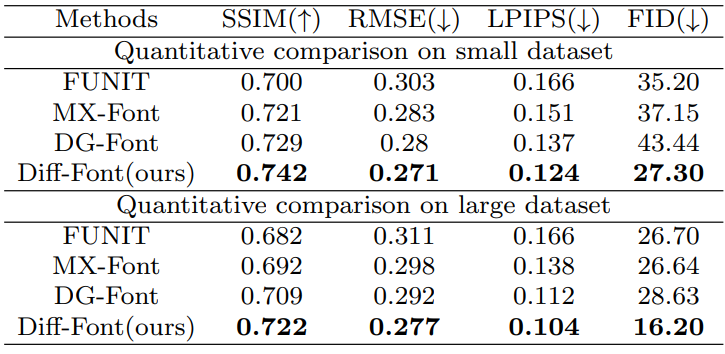 Methods SSIM(↑) RMSE(↓) LPIPS(↓) FID(↓)
Quantitative comparison on small dataset
FUNIT 0.700 0.303 0.166 35.20
MX-Font 0.721 0.283 0.151 37.15
DG-Font 0.729 0.28 0.137 43.44
Diff-Font(ours) 0.742 0.271 0.124 27.30
Quantitative comparison on large dataset
FUNIT 0.682 0.311 0.166 26.70
MX-Font 0.692 0.298 0.138 26.64
DG-Font 0.709 0.292 0.112 28.63
Diff-Font(ours) 0.722 0.277 0.104 16.20